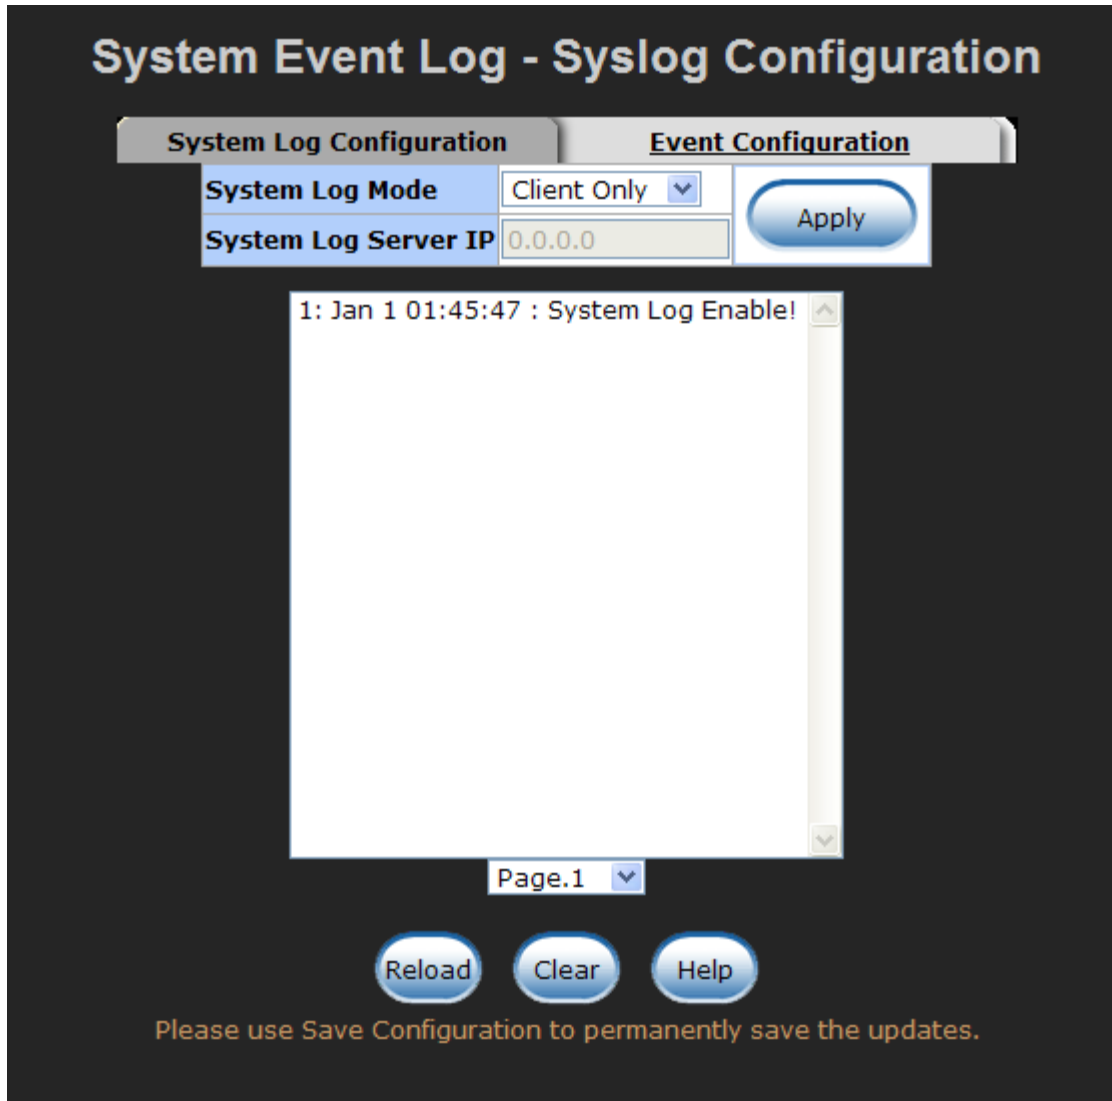 System Event Log - Syslog Configuration
System Log Configuration
Event Configuration
System Log Mode
Client Only
Apply
System Log Server IP
0.0.0.0
1: Jan 1 01:45:47 : System Log Enable!
Page.1
Reload
Clear
Help
Please use Save Configuration to permanently save the updates.